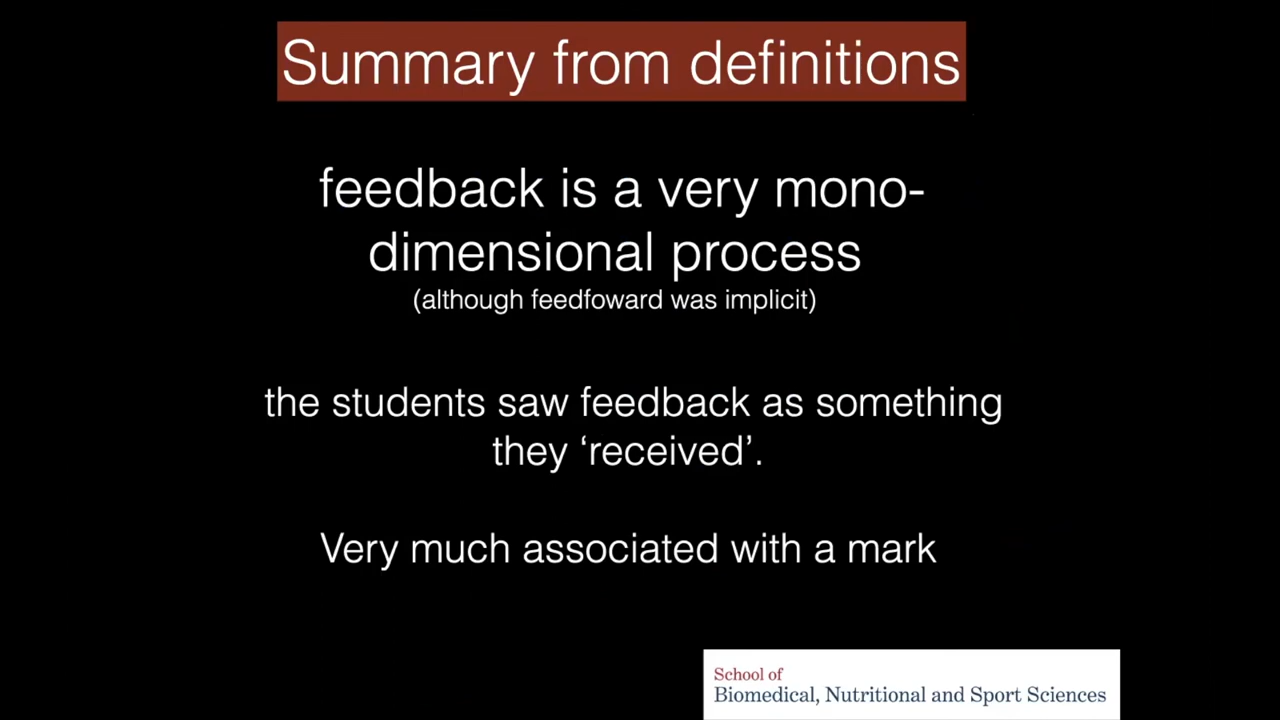 Summary from definitions
feedback is a very mono-
dimensional process
(although feedfoward was implicit)
the students saw feedback as something
they ‘received’.
Very much associated with a mark
School of
Biomedical, Nutritional and Sport Sciences